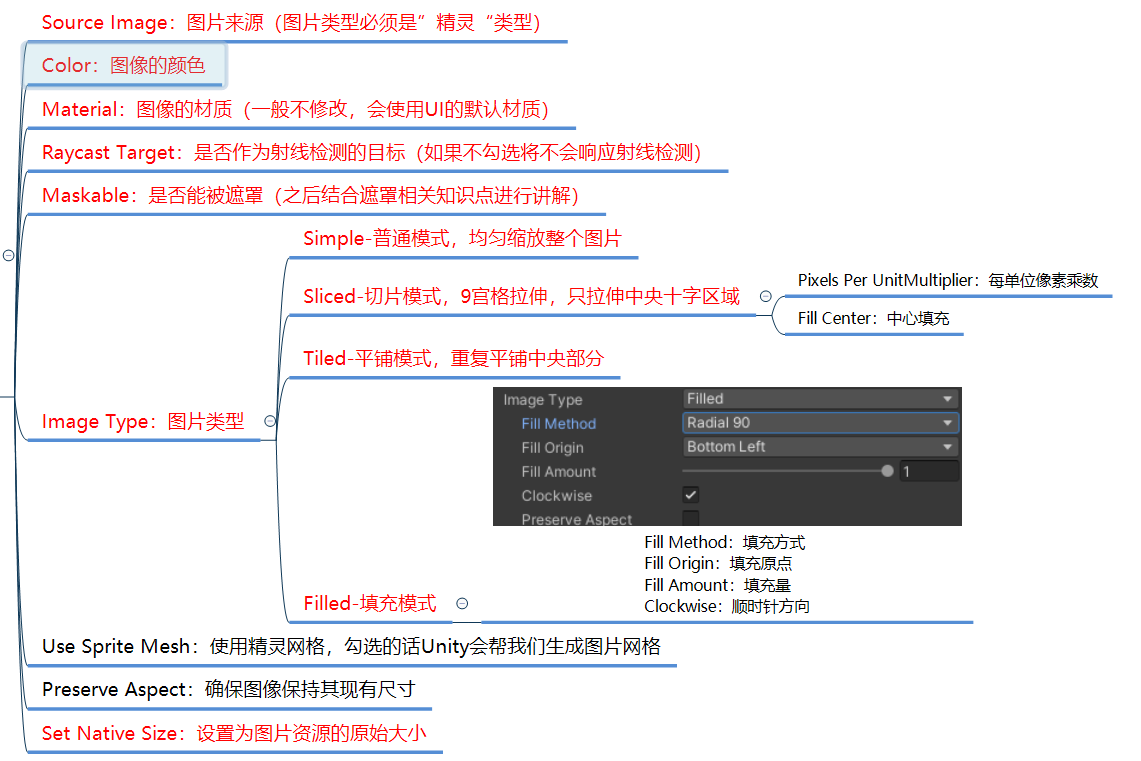 Source Image：图片来源（图片类型必须是”精灵“类型）
Color：图像的颜色
Material：图像的材质（一般不修改，会使用UI的默认材质）
Raycast Target：是否作为射线检测的目标（如果不勾选将不会响应射线检测）
Maskable：是否能被遮罩（之后结合遮罩相关知识点进行讲解）
Image Type：图片类型
Simple-普通模式，均匀缩放整个图片
Sliced-切片模式，9宫格拉伸，只拉伸中央十字区域
Pixels Per UnitMultiplier：每单位像素乘数
Fill Center：中心填充
Tiled-平铺模式，重复平铺中央部分
Filled-填充模式
Image Type Filled
Fill Method Radial 90
Fill Origin Bottom Left
Fill Amount 1
Clockwise
Preserve Aspect
Fill Method：填充方式
Fill Origin：填充原点
Fill Amount：填充量
Clockwise：顺时针方向
Use Sprite Mesh：使用精灵网格，勾选的话Unity会帮我们生成图片网格
Preserve Aspect：确保图像保持其现有尺寸
Set Native Size：设置为图片资源的原始大小